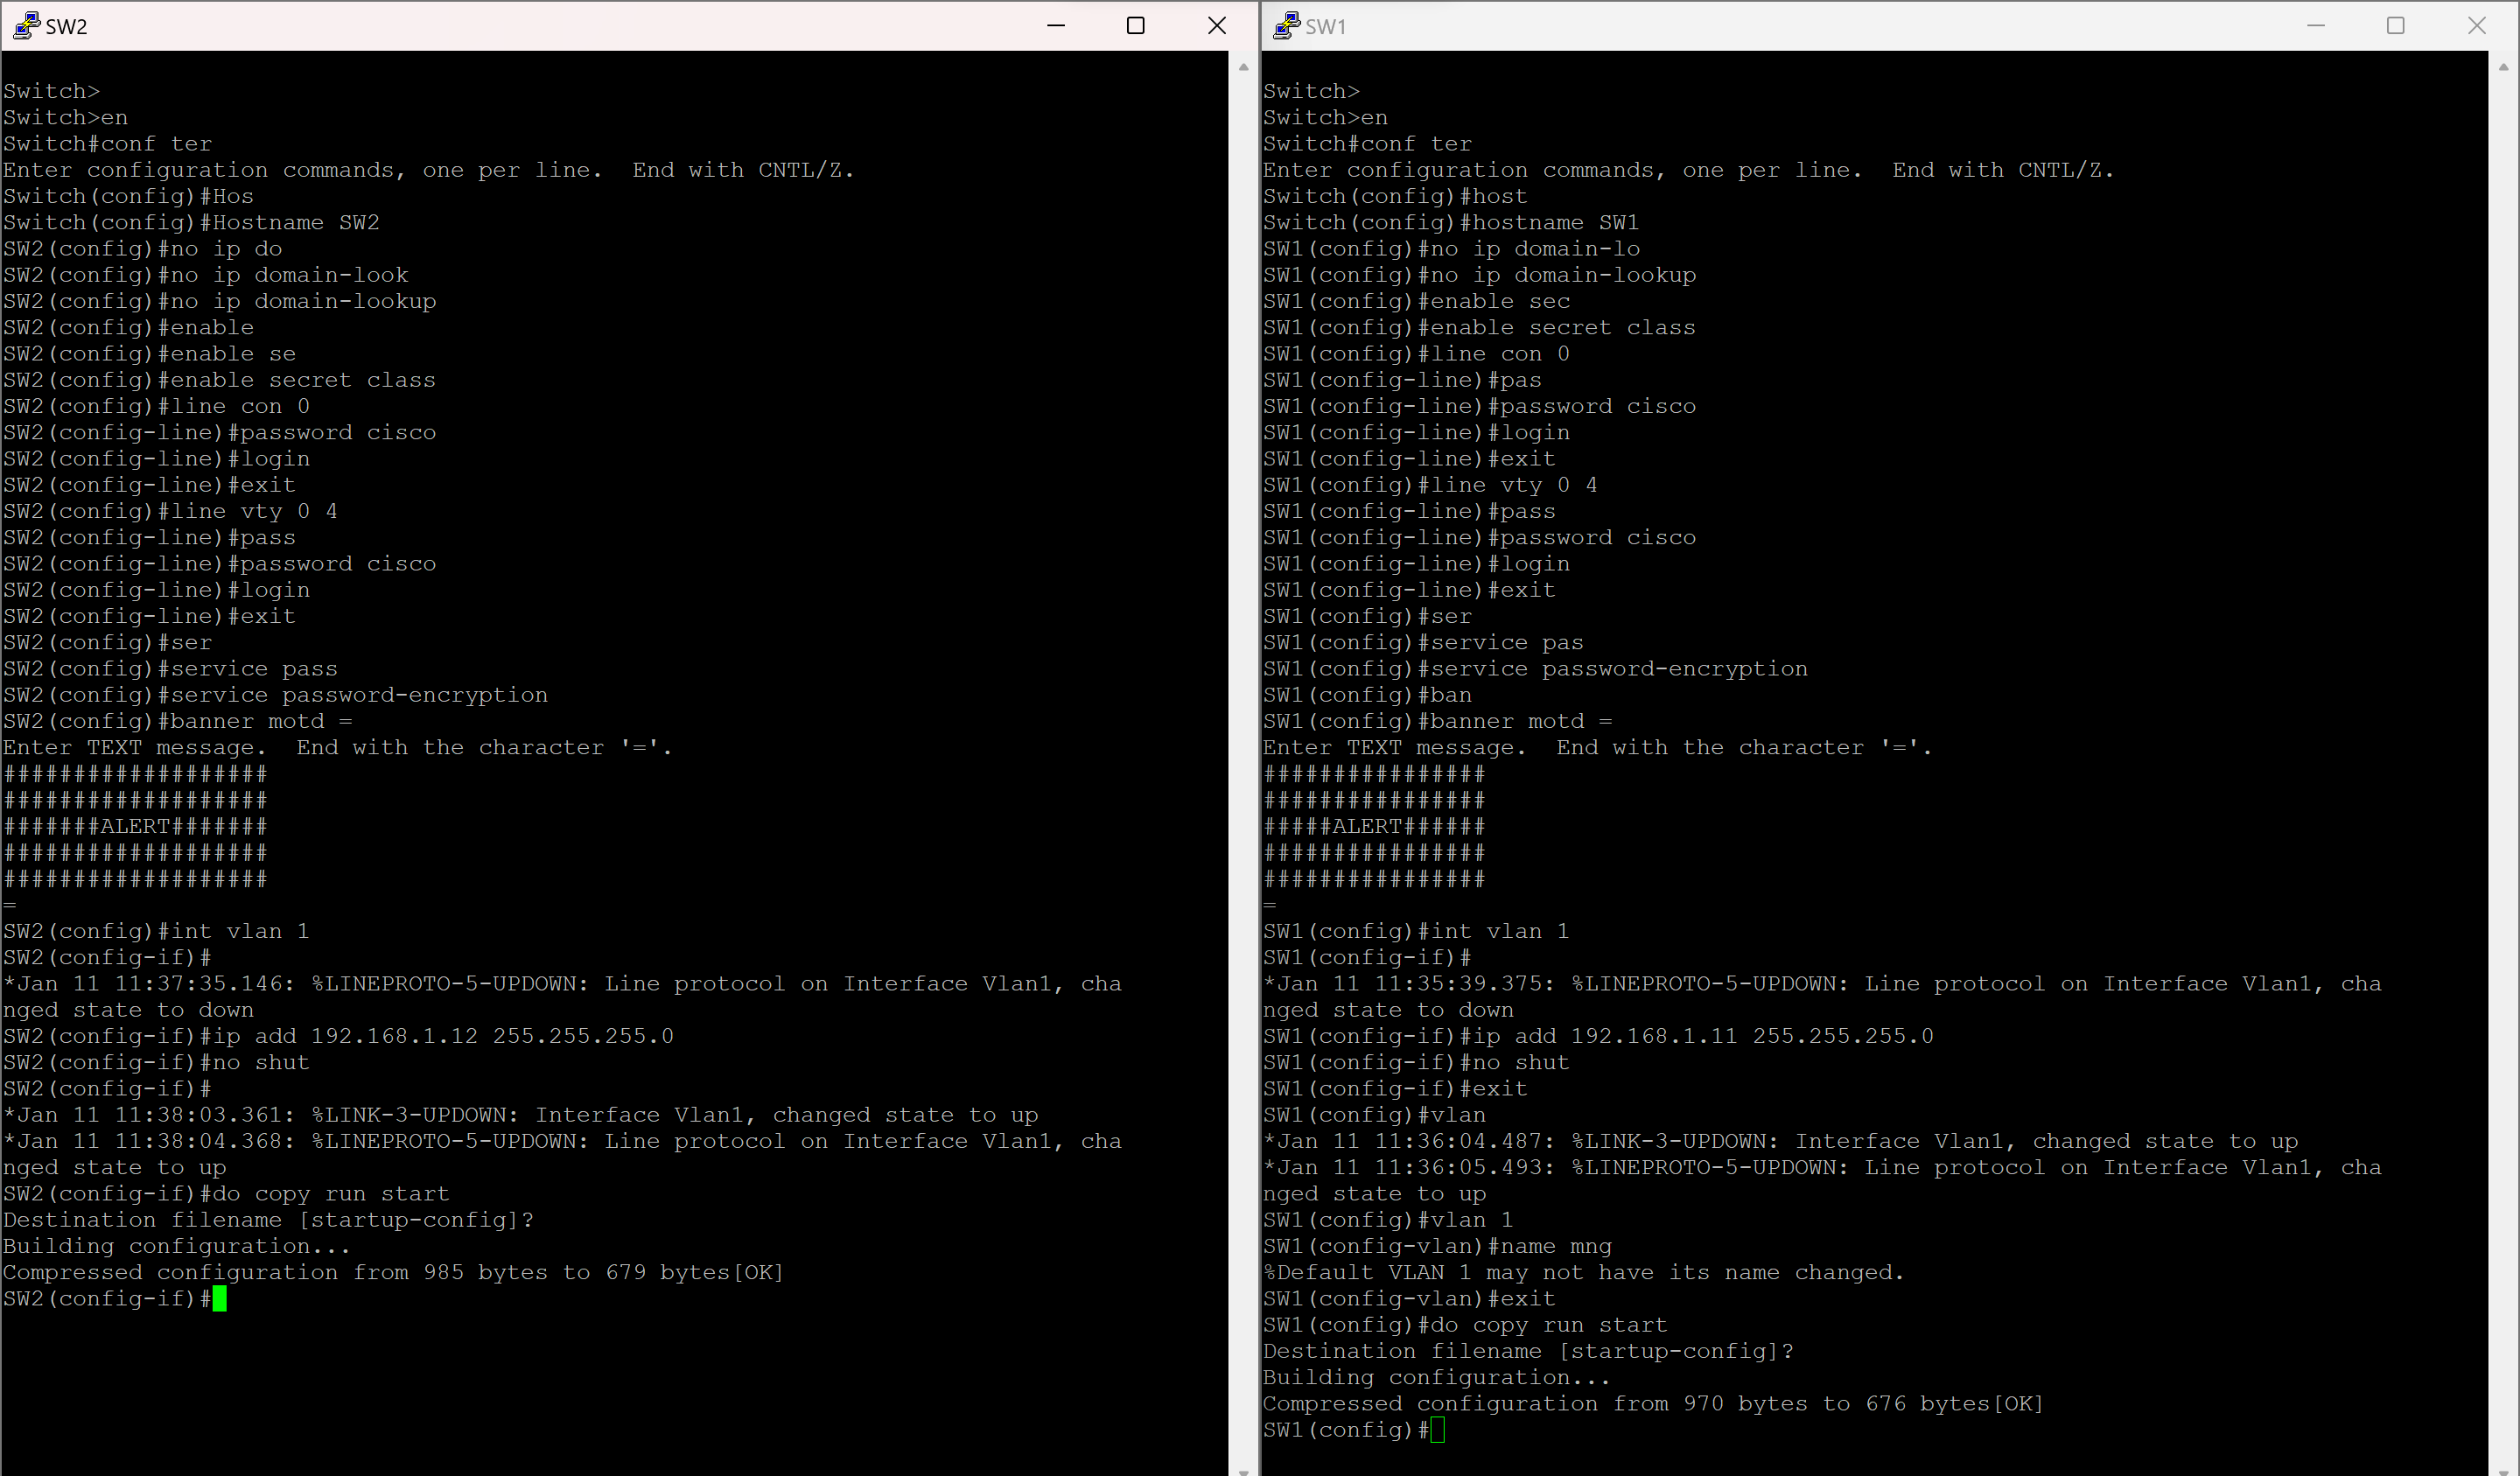 SW2
Switch>
Switch>en
Switch#conf ter
Enter configuration commands, one per line.  End with CNTL/Z.
Switch(config)#Hos
Switch(config)#Hostname SW2
SW2(config)#no ip do
SW2(config)#no ip domain-look
SW2(config)#no ip domain-lookup
SW2(config)#enable
SW2(config)#enable se
SW2(config)#enable secret class
SW2(config)#line con 0
SW2(config-line)#password cisco
SW2(config-line)#login
SW2(config-line)#exit
SW2(config)#line vty 0 4
SW2(config-line)#pass
SW2(config-line)#password cisco
SW2(config-line)#login
SW2(config-line)#exit
SW2(config)#ser
SW2(config)#service pass
SW2(config)#service password-encryption
SW2(config)#banner motd =
Enter TEXT message.  End with the character '='.
###################
###################
#######ALERT#######
###################
###################
=
SW2(config)#int vlan 1
SW2(config-if)#
*Jan 11 11:37:35.146: %LINEPROTO-5-UPDOWN: Line protocol on Interface Vlan1, cha
nged state to down
SW2(config-if)#ip add 192.168.1.12 255.255.255.0
SW2(config-if)#no shut
SW2(config-if)#
*Jan 11 11:38:03.361: %LINK-3-UPDOWN: Interface Vlan1, changed state to up
*Jan 11 11:38:04.368: %LINEPROTO-5-UPDOWN: Line protocol on Interface Vlan1, cha
nged state to up
SW2(config-if)#do copy run start
Destination filename [startup-config]?
Building configuration...
Compressed configuration from 985 bytes to 679 bytes[OK]
SW2(config-if)#
SW1
Switch>
Switch>en
Switch#conf ter
Enter configuration commands, one per line.  End with CNTL/Z.
Switch(config)#host
Switch(config)#hostname SW1
SW1(config)#no ip domain-lo
SW1(config)#no ip domain-lookup
SW1(config)#enable sec
SW1(config)#enable secret class
SW1(config)#line con 0
SW1(config-line)#pas
SW1(config-line)#password cisco
SW1(config-line)#login
SW1(config-line)#exit
SW1(config)#line vty 0 4
SW1(config-line)#pass
SW1(config-line)#password cisco
SW1(config-line)#login
SW1(config-line)#exit
SW1(config)#ser
SW1(config)#service pas
SW1(config)#service password-encryption
SW1(config)#ban
SW1(config)#banner motd =
Enter TEXT message.  End with the character '='.
################
################
#####ALERT######
################
################
=
SW1(config)#int vlan 1
SW1(config-if)#
*Jan 11 11:35:39.375: %LINEPROTO-5-UPDOWN: Line protocol on Interface Vlan1, cha
nged state to down
SW1(config-if)#ip add 192.168.1.11 255.255.255.0
SW1(config-if)#no shut
SW1(config-if)#exit
SW1(config)#vlan
*Jan 11 11:36:04.487: %LINK-3-UPDOWN: Interface Vlan1, changed state to up
*Jan 11 11:36:05.493: %LINEPROTO-5-UPDOWN: Line protocol on Interface Vlan1, cha
nged state to up
SW1(config)#vlan 1
SW1(config-vlan)#name mng
%Default VLAN 1 may not have its name changed.
SW1(config-vlan)#exit
SW1(config)#do copy run start
Destination filename [startup-config]?
Building configuration...
Compressed configuration from 970 bytes to 676 bytes[OK]
SW1(config)#